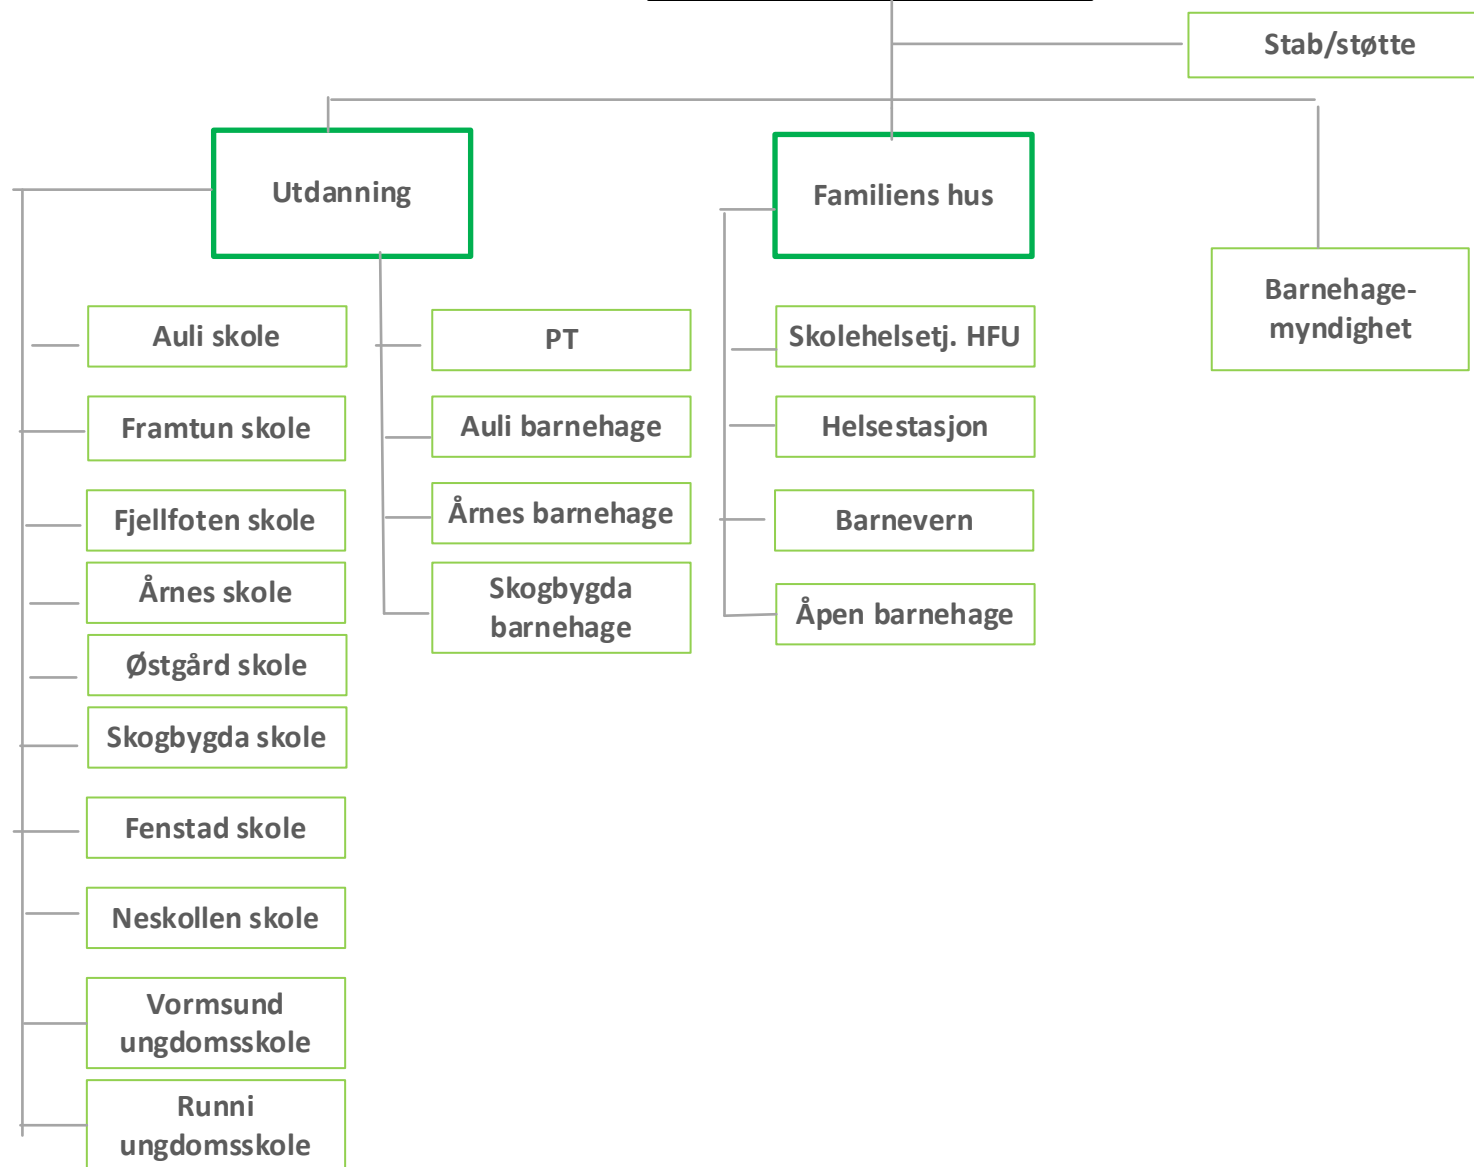 Stab/støtte
Utdanning
Familiens hus
Barnehage-
myndighet
Auli skole
Framtun skole
Fjellfoten skole
Årnes skole
Østgård skole
Skogbygda skole
Fenstad skole
Neskollen skole
Vormsund
ungdomsskole
Runni
ungdomsskole
PT
Auli barnehage
Årnes barnehage
Skogbygda
barnehage
Skolehelsetj. HFU
Helsestasjon
Barnevern
Åpen barnehage